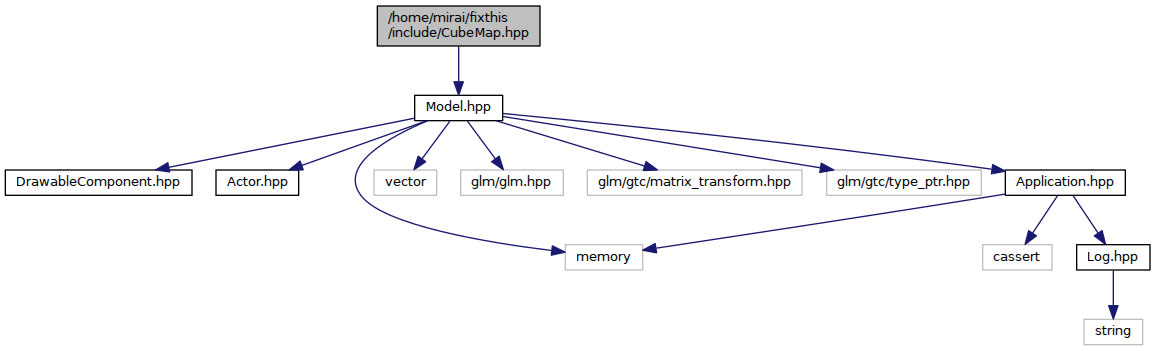 /home/mirai/fixthis
/include/CubeMap.hpp
Model.hpp
DrawableComponent.hpp
Actor.hpp
vector
glm/glm.hpp
glm/gtc/matrix_transform.hpp
glm/gtc/type_ptr.hpp
Application.hpp
memory
cassert
Log.hpp
string